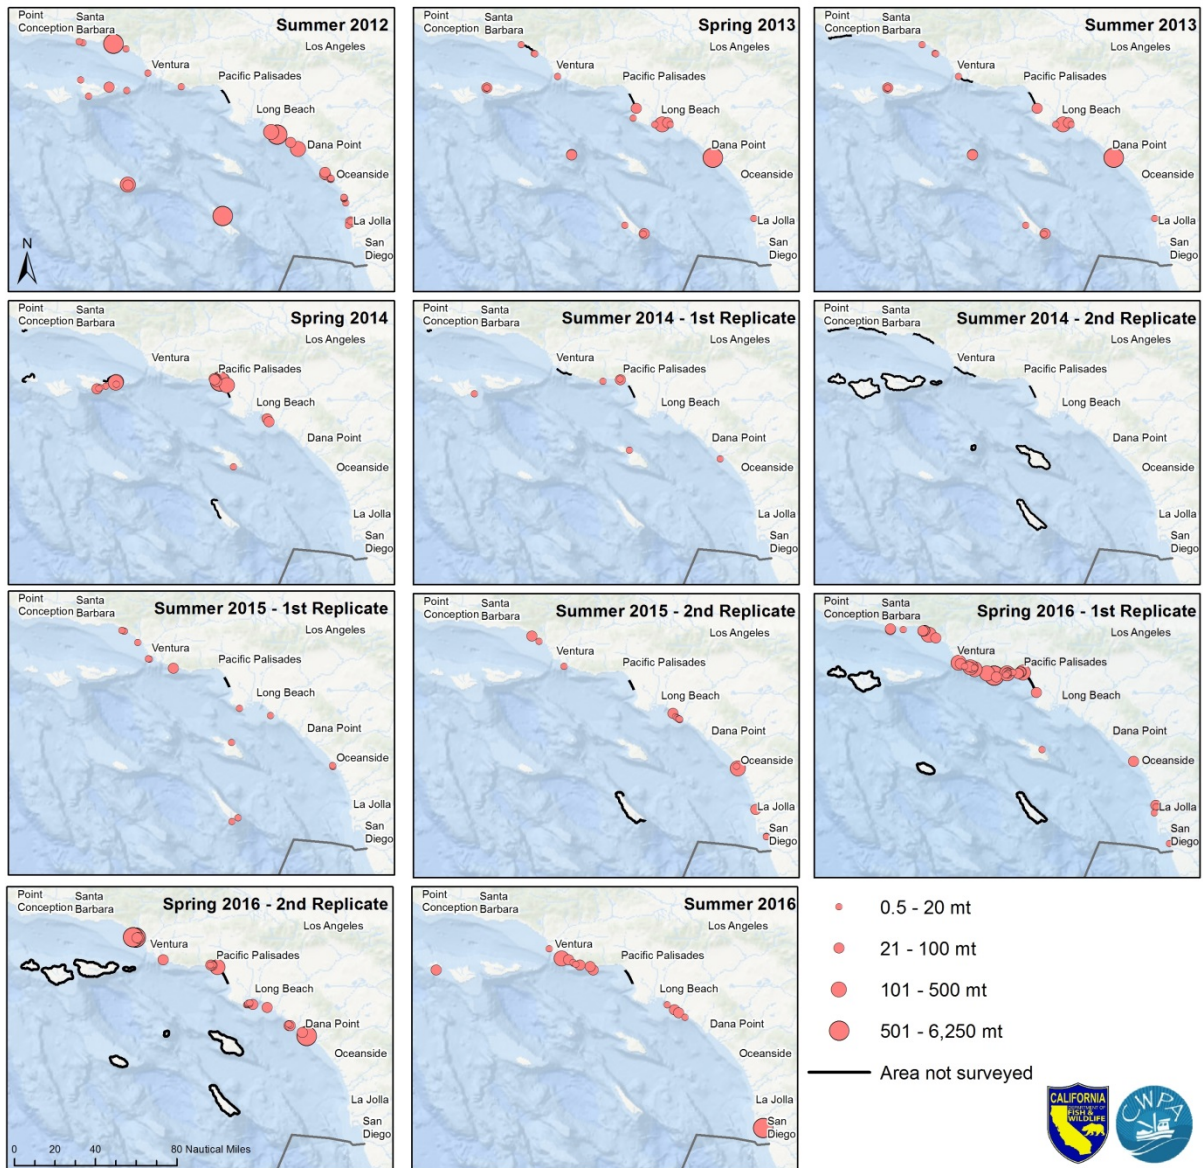 Point
Conception
Santa
Barbara
Summer 2012
Los Angeles
Ventura
Pacific Palisades
Long Beach
Dana Point
Oceanside
La Jolla
San
Diego
N
Point
Conception
Santa
Barbara
Spring 2013
Los Angeles
Ventura
Pacific Palisades
Long Beach
Dana Point
Oceanside
La Jolla
San
Diego
Point
Conception
Santa
Barbara
Summer 2013
Los Angeles
Ventura
Pacific Palisades
Long Beach
Dana Point
Oceanside
La Jolla
San
Diego
Point
Conception
Santa
Barbara
Spring 2014
Los Angeles
Ventura
Pacific Palisades
Long Beach
Dana Point
Oceanside
La Jolla
San
Diego
Point
Conception
Santa
Barbara
Summer 2014 - 1st Replicate
Los Angeles
Ventura
Pacific Palisades
Long Beach
Dana Point
Oceanside
La Jolla
San
Diego
Point
Conception
Santa
Barbara
Summer 2014 - 2nd Replicate
Los Angeles
Ventura
Pacific Palisades
Long Beach
Dana Point
Oceanside
La Jolla
San
Diego
Point
Conception
Santa
Barbara
Summer 2015 - 1st Replicate
Los Angeles
Ventura
Pacific Palisades
Long Beach
Dana Point
Oceanside
La Jolla
San
Diego
Point
Conception
Santa
Barbara
Summer 2015 - 2nd Replicate
Los Angeles
Ventura
Pacific Palisades
Long Beach
Dana Point
Oceanside
La Jolla
San
Diego
Point
Conception
Santa
Barbara
Spring 2016 - 1st Replicate
Los Angeles
Ventura
Pacific Palisades
Long Beach
Dana Point
Oceanside
La Jolla
San
Diego
Point
Conception
Santa
Barbara
Spring 2016 - 2nd Replicate
Los Angeles
Ventura
Pacific Palisades
Long Beach
Dana Point
Oceanside
La Jolla
San
Diego
0 20 40 80 Nautical Miles
Point
Conception
Santa
Barbara
Summer 2016
Los Angeles
Ventura
Pacific Palisades
Long Beach
Dana Point
Oceanside
La Jolla
San
Diego
0.5 - 20 mt
21 - 100 mt
101 - 500 mt
501 - 6,250 mt
Area not surveyed
CALIFORNIA
DEPARTMENT OF
FISH &
WILDLIFE
CWPA